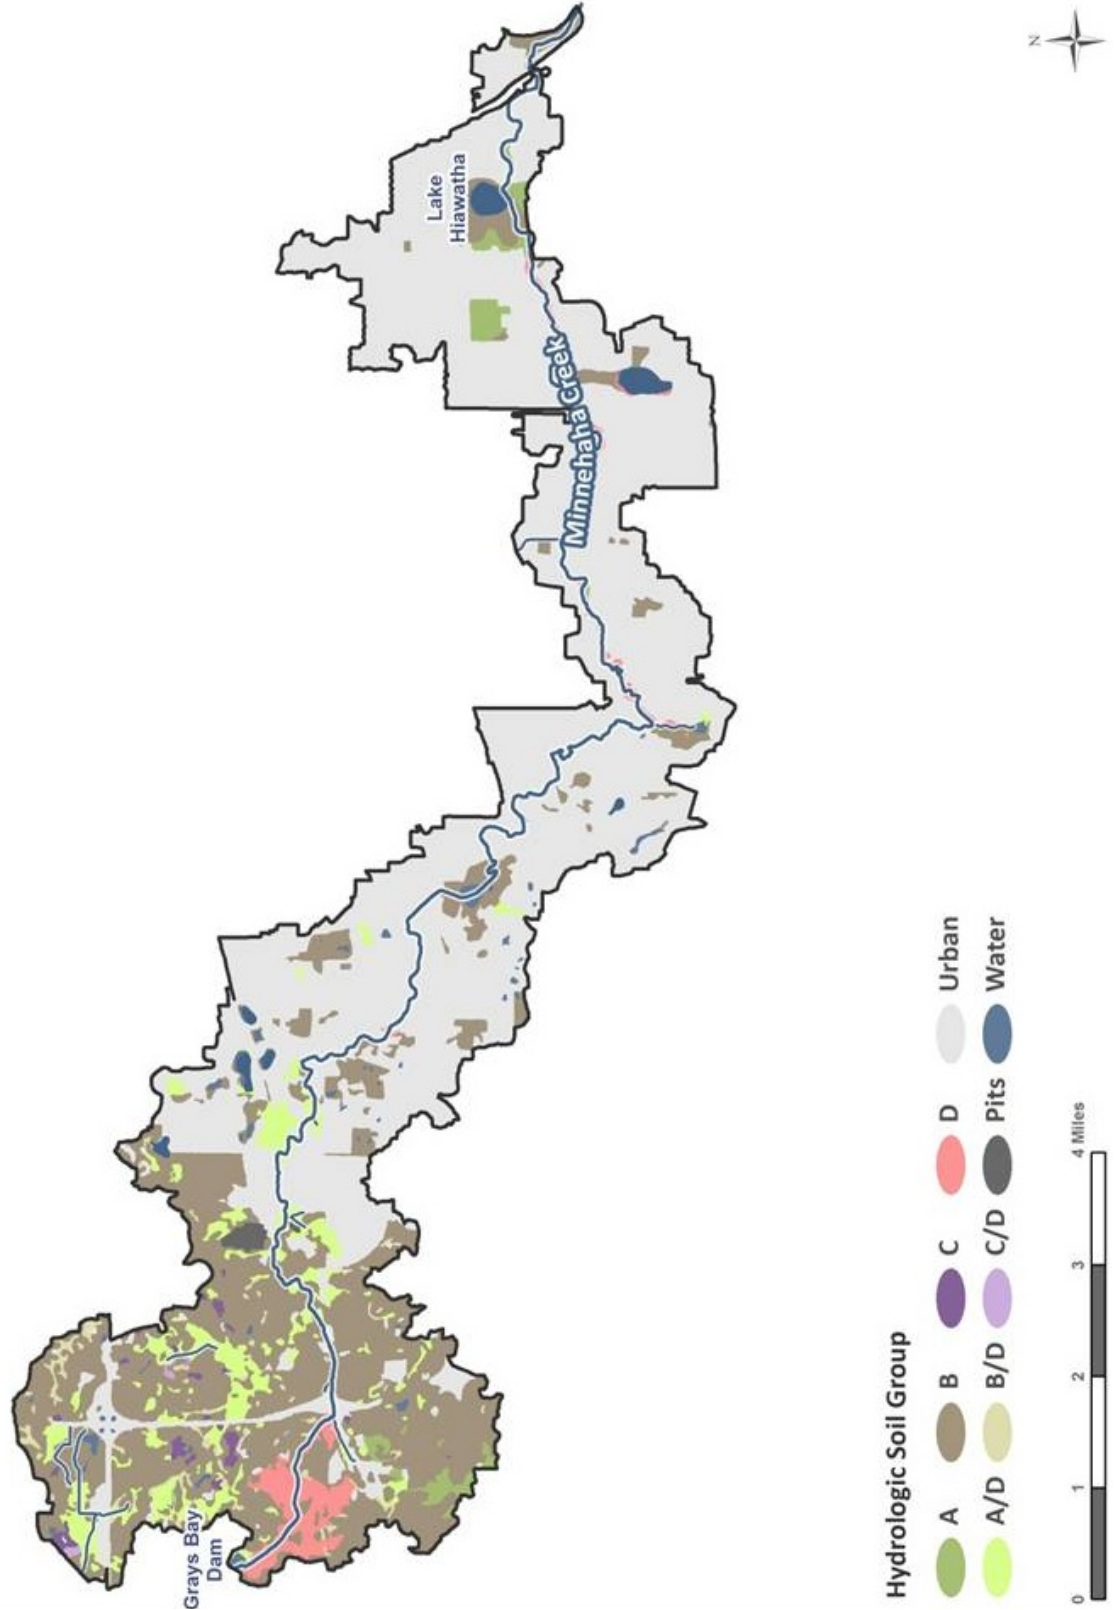 Grays Bay
Dam
Minnehaha Creek
Lake
Hiawatha
N
Hydrologic Soil Group
A B C D Urban
A/D B/D C/D Pits Water
0 1 2 3 4 Miles